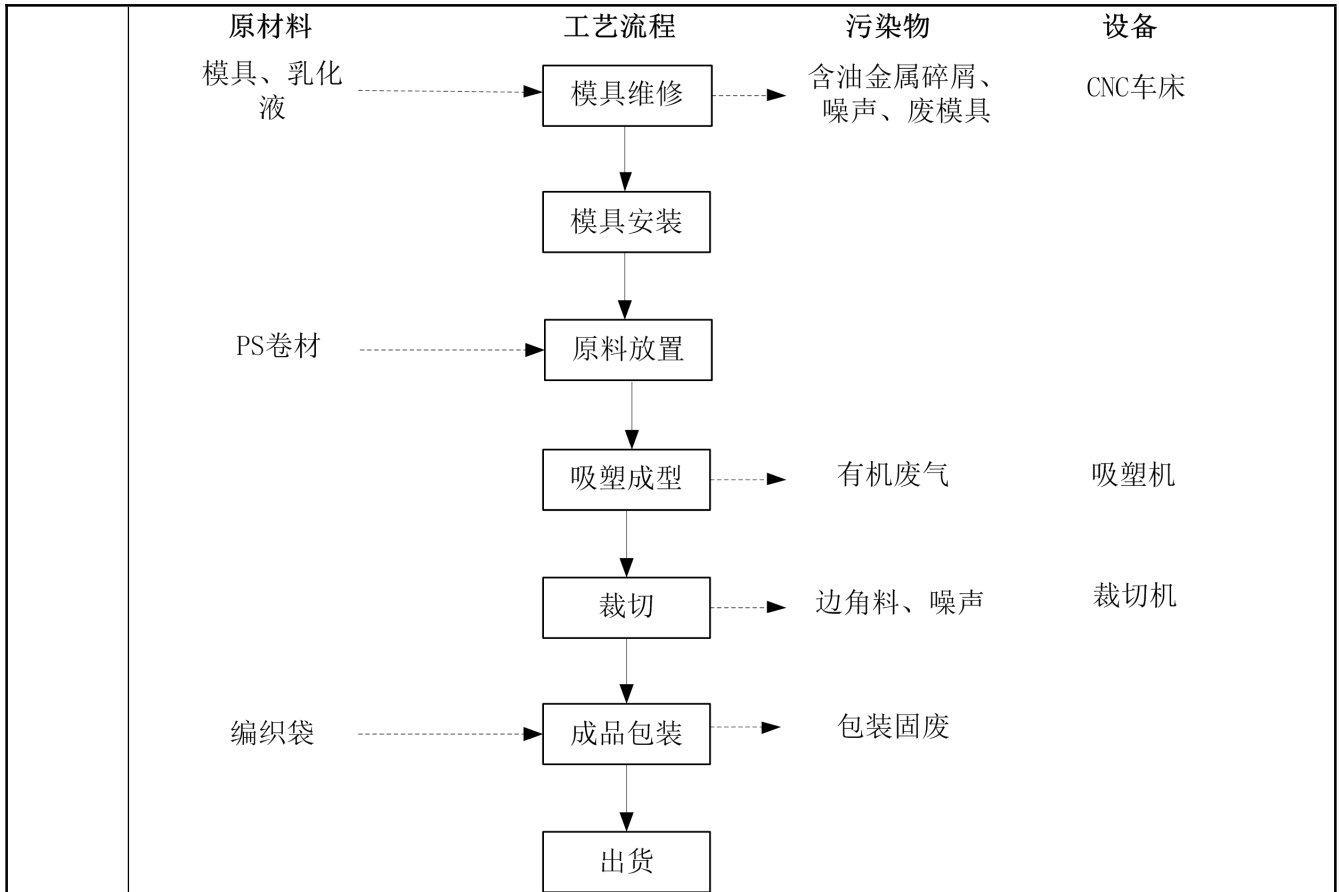 原材料 工艺流程 污染物 设备
模具、乳化
液
模具维修
含油金属碎屑、
噪声、废模具
CNC车床
模具安装
PS卷材
原料放置
吸塑成型
有机废气
吸塑机
裁切
边角料、噪声
裁切机
编织袋
成品包装
包装固废
出货